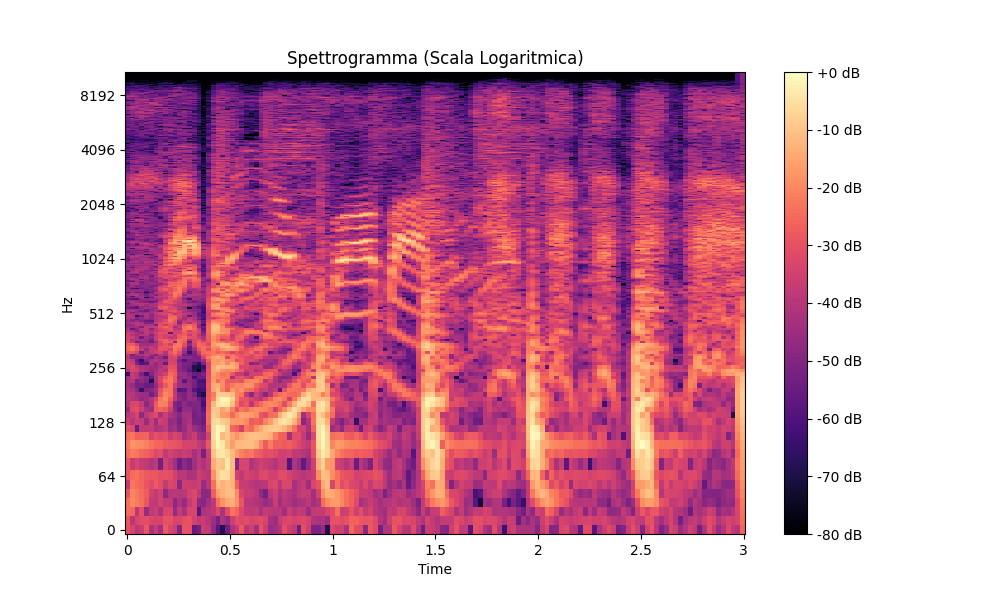 Spettrogramma (Scala Logaritmica)
Hz
8192
4096
2048
1024
512
256
128
64
0
0 0.5 1 1.5 2 2.5 3
Time
+0 dB
-10 dB
-20 dB
-30 dB
-40 dB
-50 dB
-60 dB
-70 dB
-80 dB